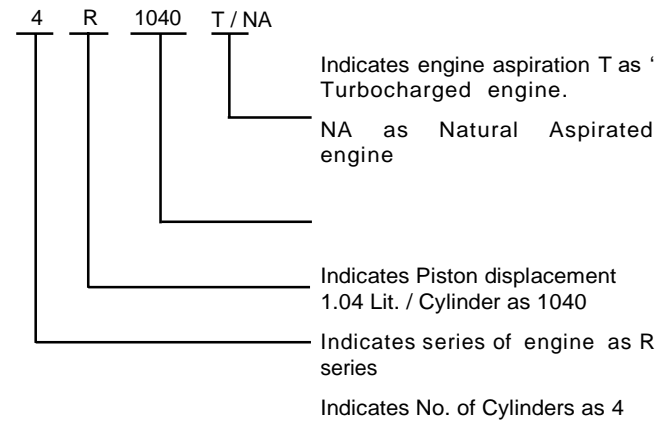 4 R 1040 T / NA
Indicates engine aspiration T as ‘
Turbocharged engine.
NA as Natural Aspirated
engine
Indicates Piston displacement
1.04 Lit. / Cylinder as 1040
Indicates series of engine as R
series
Indicates No. of Cylinders as 4